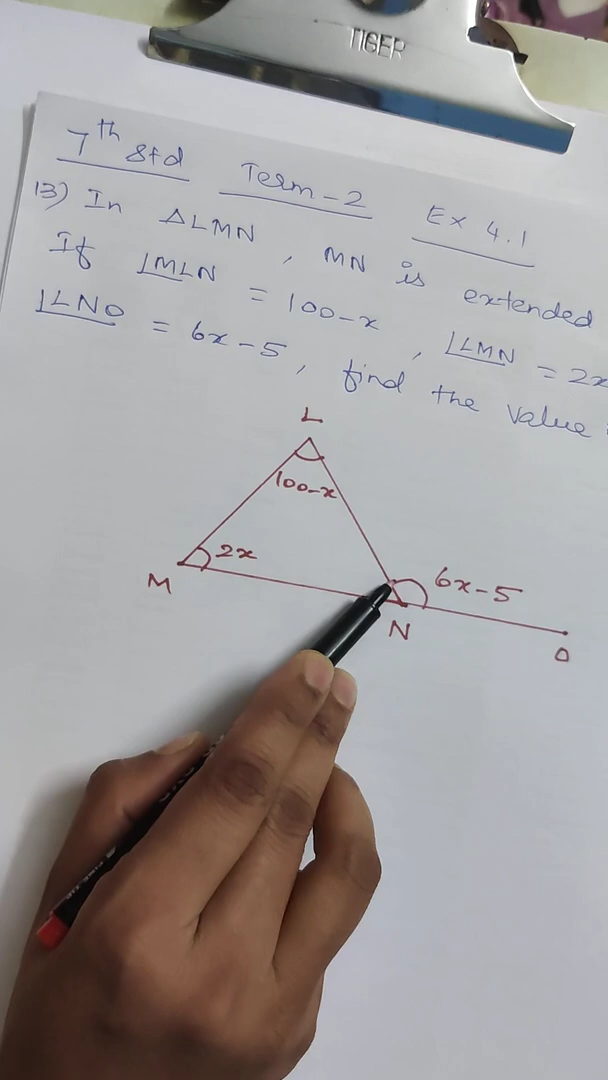 TIGER
7th Std Term-2 Ex 4.1
13) In △LMN, MN is extended
If ∠MLN = 100-x, ∠LMN = 2x
∠LNO = 6x-5, find the value
L
100-x
2x
6x-5
M
N
O